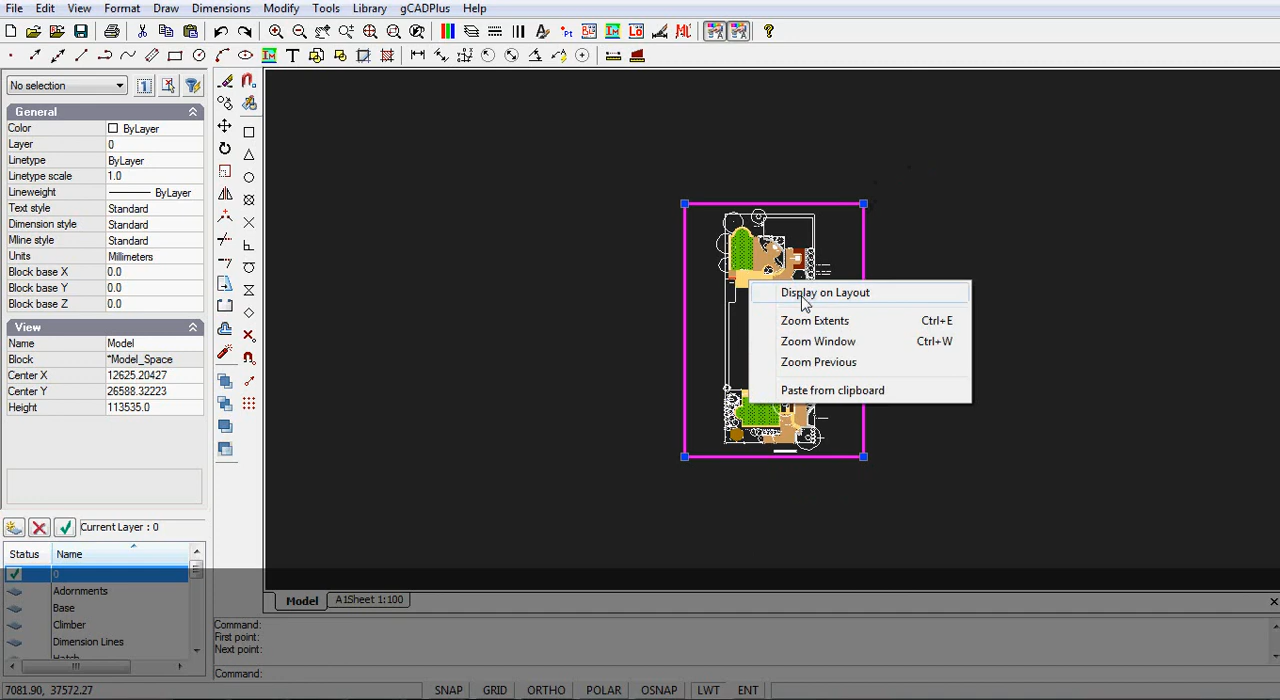 File Edit View Format Draw Dimensions Modify Tools Library gCADPlus Help
No selection
General
Color ByLayer
Layer 0
Linetype ByLayer
Linetype scale 1.0
Lineweight ByLayer
Text style Standard
Dimension style Standard
Mline style Standard
Units Millimeters
Block base X 0.0
Block base Y 0.0
Block base Z 0.0
View
Name Model
Block *Model_Space
Center X 12625.20427
Center Y 26588.32223
Height 113535.0
Display on Layout
Zoom Extents Ctrl+E
Zoom Window Ctrl+W
Zoom Previous
Paste from clipboard
Current Layer : 0
Status Name
0
Adornments
Base
Climber
Dimension Lines
Hatch
Model A1Sheet 1:100
Command:
First point:
Next point:
Command:
7081.90, 37572.27 SNAP GRID ORTHO POLAR OSNAP LWT ENT